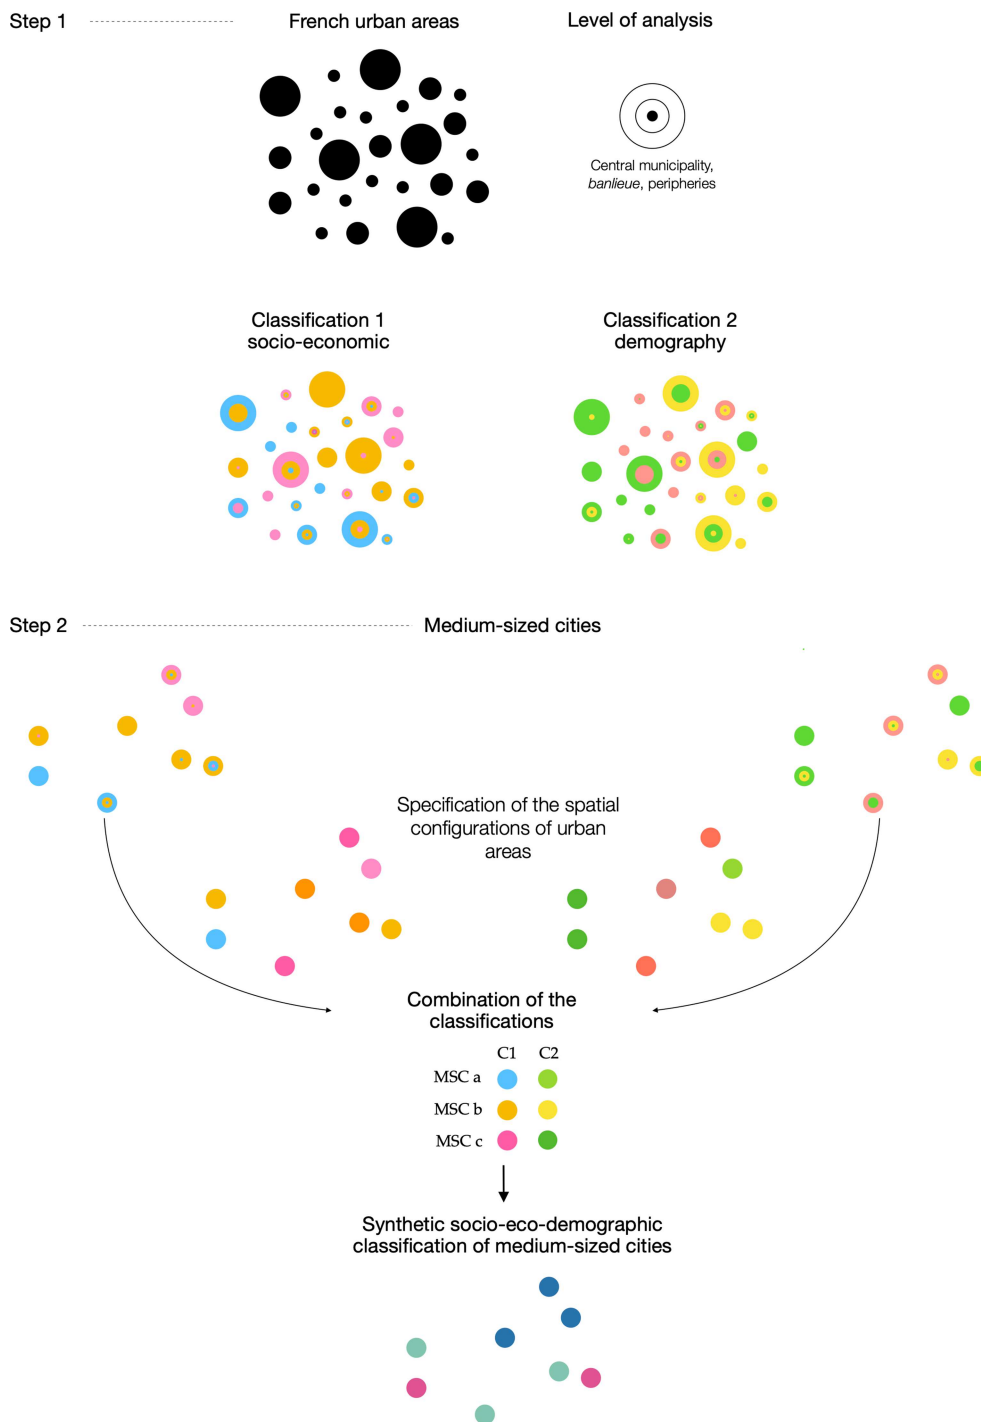 Step 1
French urban areas
Level of analysis
Central municipality,
banlieue, peripheries
Classification 1
socio-economic
Classification 2
demography
Step 2
Medium-sized cities
Specification of the spatial
configurations of urban
areas
Combination of the
classifications
C1 C2
MSC a
MSC b
MSC c
Synthetic socio-eco-demographic
classification of medium-sized cities